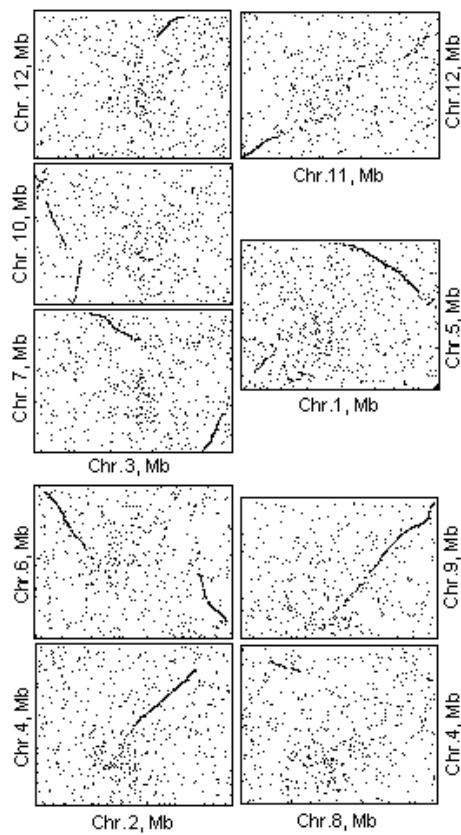 Chr. 12, Mb
Chr.12, Mb
Chr.11, Mb
Chr. 10, Mb
Chr.5, Mb
Chr.1, Mb
Chr. 7, Mb
Chr.3, Mb
Chr.6, Mb
Chr.9, Mb
Chr.4, Mb
Chr.4, Mb
Chr.2, Mb
Chr.8, Mb